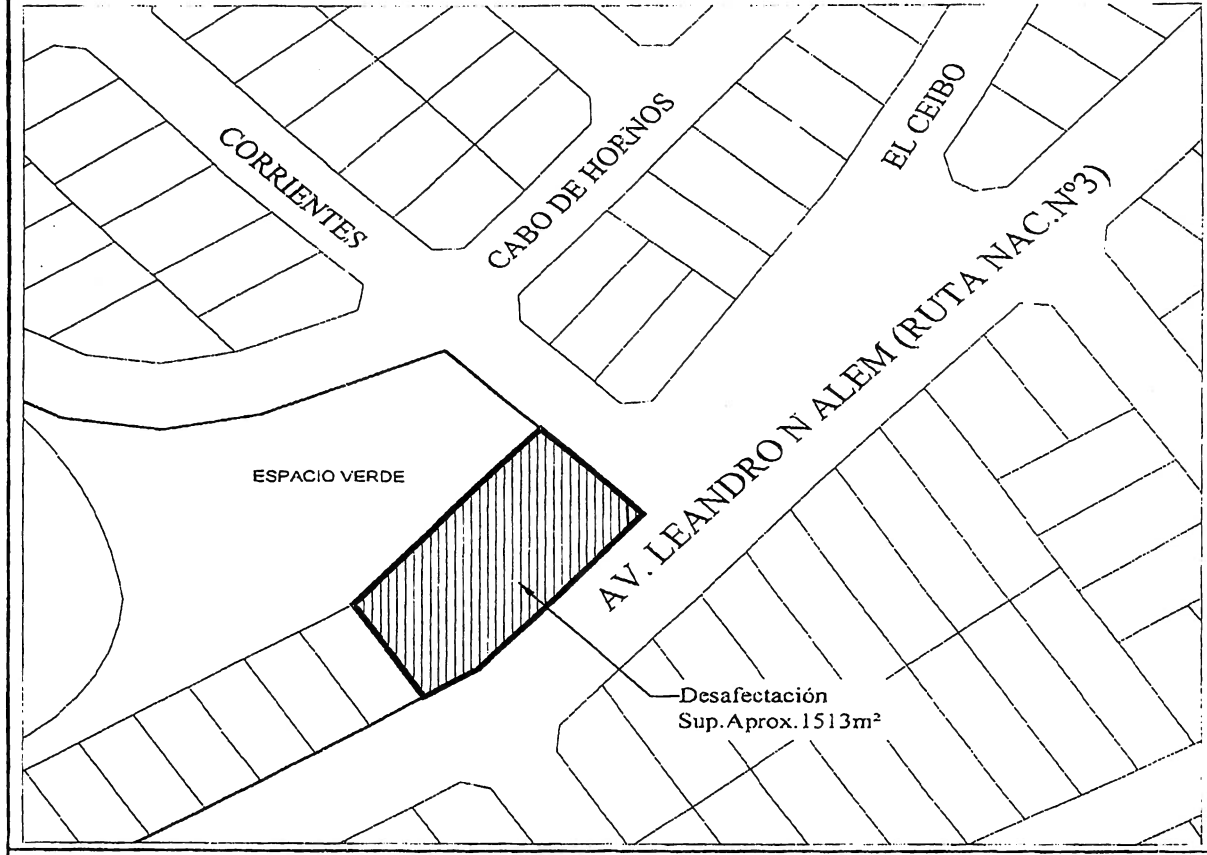 CORRIENTES
CABO DE HORNOS
EL CEIBO
AV. LEANDRO N ALEM (RUTA NAC.Nº3)
ESPACIO VERDE
Desafectación
Sup.Aprox.1513m²